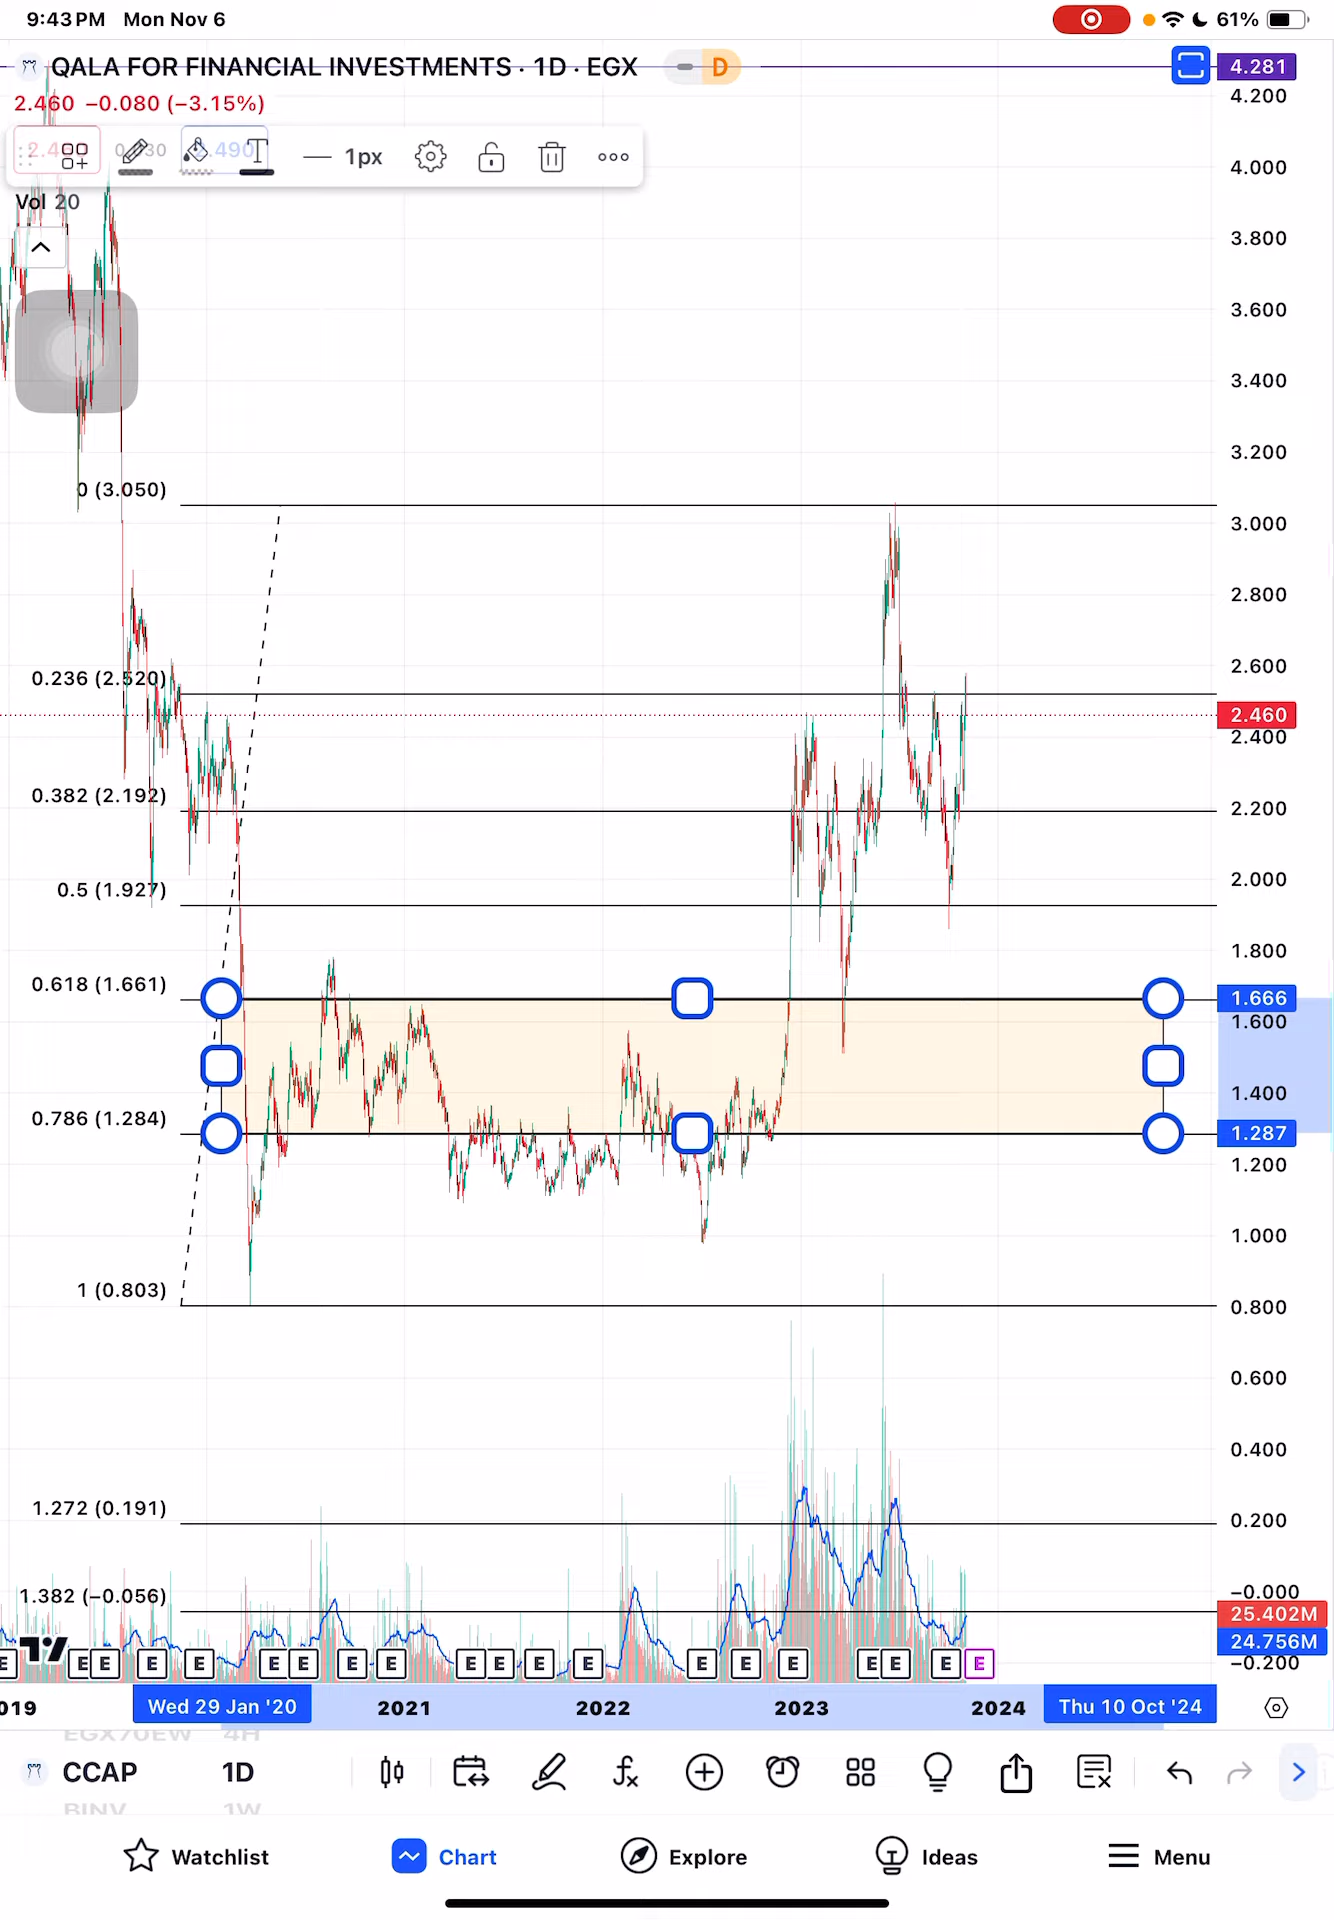 9:43 PM Mon Nov 6
61%
QALA FOR FINANCIAL INVESTMENTS · 1D · EGX
D
4.281
2.460 −0.080 (−3.15%)
1px
Vol 20
4.200
4.000
3.800
3.600
3.400
3.200
3.000
2.800
2.600
2.460
2.400
2.200
2.000
1.800
1.666
1.600
1.400
1.287
1.200
1.000
0.800
0.600
0.400
0.200
−0.000
25.402M
24.756M
−0.200
0 (3.050)
0.236 (2.520)
0.382 (2.192)
0.5 (1.927)
0.618 (1.661)
0.786 (1.284)
1 (0.803)
1.272 (0.191)
1.382 (−0.056)
E E E E E E E E E E E E E E E E E E E E
019 Wed 29 Jan '20 2021 2022 2023 2024 Thu 10 Oct '24
EGX70EW 4H
CCAP 1D
BINV 1W
Watchlist Chart Explore Ideas Menu